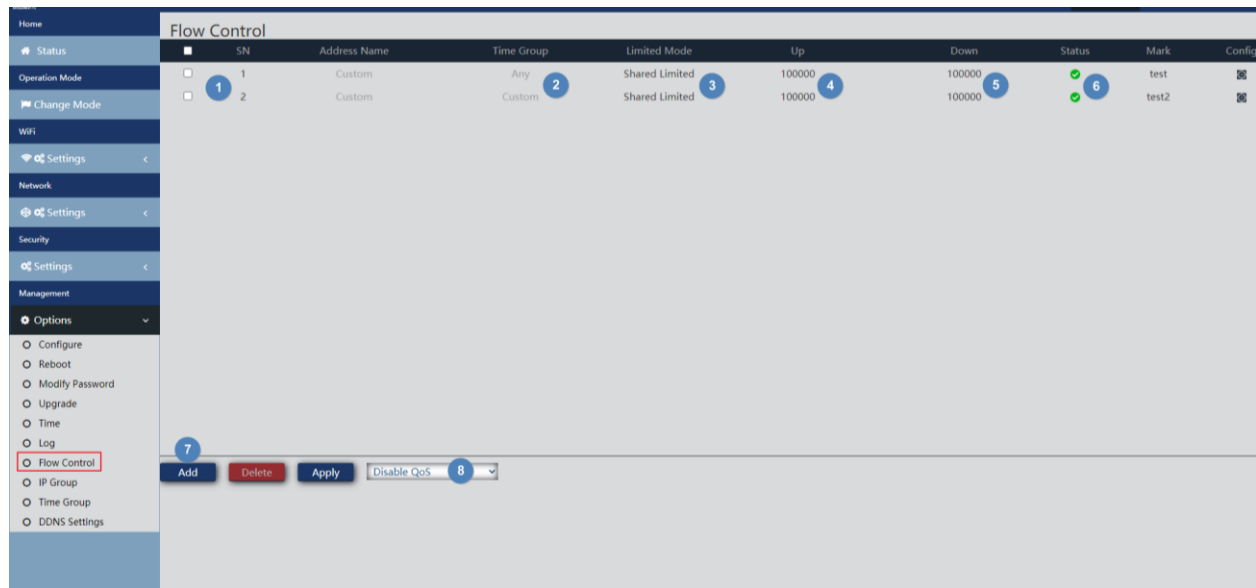 Home
Flow Control
Status
SN Address Name Time Group Limited Mode Up Down Status Mark Config
Operation Mode
1 1 Custom Any 2 Shared Limited 3 100000 4 100000 5 6 test
2 Custom Custom Shared Limited 100000 100000 test2
Change Mode
WiFi
Settings
Network
Settings
Security
Settings
Management
Options
Configure
Reboot
Modify Password
Upgrade
Time
Log
7
Flow Control
Add Delete Apply Disable QoS 8
IP Group
Time Group
DDNS Settings